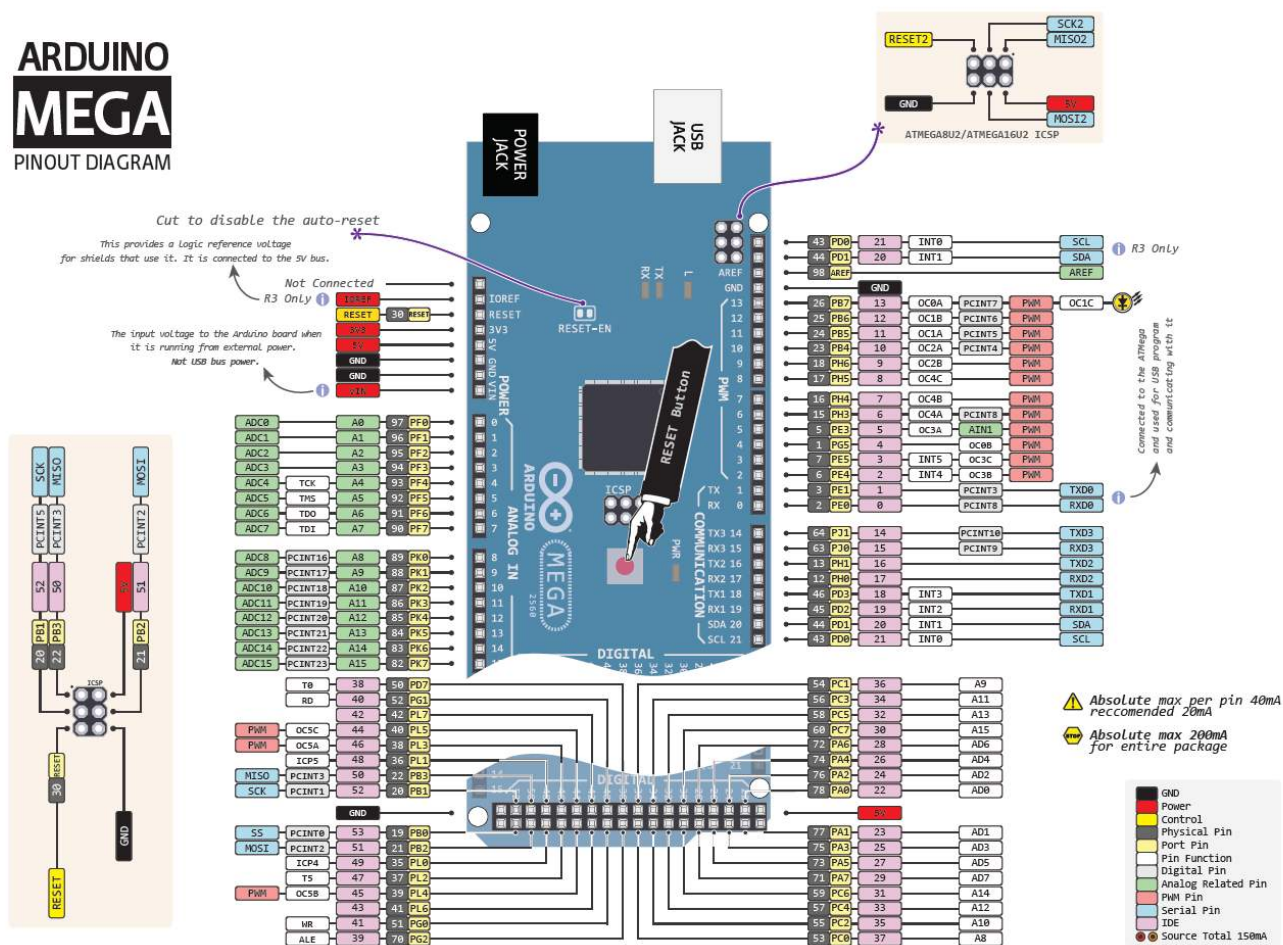 ARDUINO
MEGA
PINOUT DIAGRAM
RESET2
SCK2
MISO2
GND
5V
MOSI2
ATMEGA8U2/ATMEGA16U2 ICSP
POWER JACK
USB JACK
Cut to disable the auto-reset
This provides a logic reference voltage
for shields that use it. It is connected to the 5V bus.
Not Connected
R3 Only IOREF
RESET 30 RESET
3V3
5V
GND
GND
VIN
The input voltage to the Arduino board when
it is running from external power.
Not USB bus power.
ADC0 A0 97 PF0
ADC1 A1 96 PF1
ADC2 A2 95 PF2
ADC3 A3 94 PF3
ADC4 TCK A4 93 PF4
ADC5 TMS A5 92 PF5
ADC6 TDO A6 91 PF6
ADC7 TDI A7 90 PF7
ADC8 PCINT16 A8 89 PK0
ADC9 PCINT17 A9 88 PK1
ADC10 PCINT18 A10 87 PK2
ADC11 PCINT19 A11 86 PK3
ADC12 PCINT20 A12 85 PK4
ADC13 PCINT21 A13 84 PK5
ADC14 PCINT22 A14 83 PK6
ADC15 PCINT23 A15 82 PK7
T0 38 50 PD7
RD 40 52 PG1
42 42 PL7
PWM OC5C 44 40 PL5
PWM OC5A 46 38 PL3
ICP5 48 36 PL1
MISO PCINT3 50 22 PB3
SCK PCINT1 52 20 PB1
GND
SS PCINT0 53 19 PB0
MOSI PCINT2 51 21 PB2
ICP4 49 35 PL0
T5 47 37 PL2
PWM OC5B 45 39 PL4
43 41 PL6
WR 41 51 PG0
ALE 39 70 PG2
SCK PCINT5 52 PB1 20
MISO PCINT3 50 PB3 22
MOSI PCINT2 51 PB2 21
5V
ICSP
RESET 30 RESET
GND
RX
TX
L
RESET-EN
IOREF
RESET
3V3
5V
GND
VIN
POWER
0
1
2
3
4
5
6
7
ANALOG IN
8
9
10
11
12
13
14
ARDUINO
MEGA
2560
ICSP
RESET Button
PWR
AREF
GND
13
12
11
10
9
8
PWM
7
6
5
4
3
2
TX 1
RX 0
COMMUNICATION
TX3 14
RX3 15
TX2 16
RX2 17
TX1 18
RX1 19
SDA 20
SCL 21
DIGITAL
DIGITAL
43 PD0 21 INT0 SCL R3 Only
44 PD1 20 INT1 SDA
98 AREF AREF
GND
26 PB7 13 OC0A PCINT7 PWM OC1C
25 PB6 12 OC1B PCINT6 PWM
24 PB5 11 OC1A PCINT5 PWM
23 PB4 10 OC2A PCINT4 PWM
18 PH6 9 OC2B PWM
17 PH5 8 OC4C PWM
16 PH4 7 OC4B PWM
15 PH3 6 OC4A PCINT8 PWM
5 PE3 5 OC3A AIN1 PWM
1 PG5 4 OC0B PWM
7 PE5 3 INT5 OC3C PWM
6 PE4 2 INT4 OC3B PWM
3 PE1 1 PCINT3 TXD0
2 PE0 0 PCINT8 RXD0
Connected to the ATMega
and used for USB program
and communicating with it
64 PJ1 14 PCINT10 TXD3
63 PJ0 15 PCINT9 RXD3
13 PH1 16 TXD2
12 PH0 17 RXD2
46 PD3 18 INT3 TXD1
45 PD2 19 INT2 RXD1
44 PD1 20 INT1 SDA
43 PD0 21 INT0 SCL
54 PC1 36 A9
56 PC3 34 A11
58 PC5 32 A13
60 PC7 30 A15
72 PA6 28 AD6
74 PA4 26 AD4
76 PA2 24 AD2
78 PA0 22 AD0
5V
77 PA1 23 AD1
75 PA3 25 AD3
73 PA5 27 AD5
71 PA7 29 AD7
59 PC6 31 A14
57 PC4 33 A12
55 PC2 35 A10
53 PC0 37 A8
Absolute max per pin 40mA
reccomended 20mA
STOP Absolute max 200mA
for entire package
GND
Power
Control
Physical Pin
Port Pin
Pin Function
Digital Pin
Analog Related Pin
PWM Pin
Serial Pin
IDE
Source Total 150mA